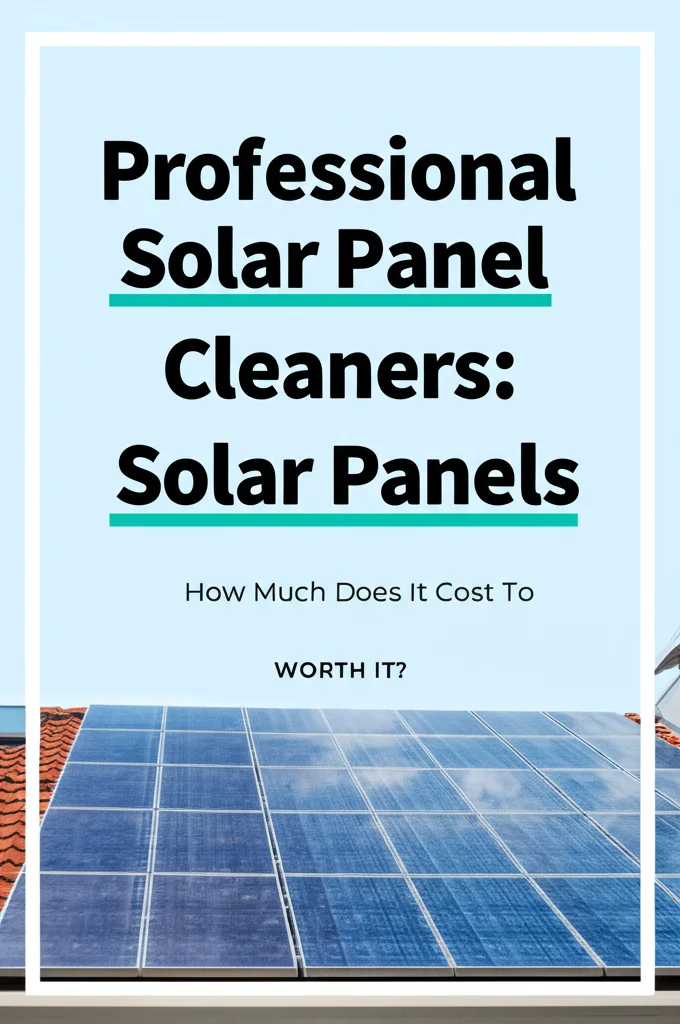 Professional
Solar Panel
Cleaners:
Solar Panels
How Much Does It Cost To
WORTH IT?